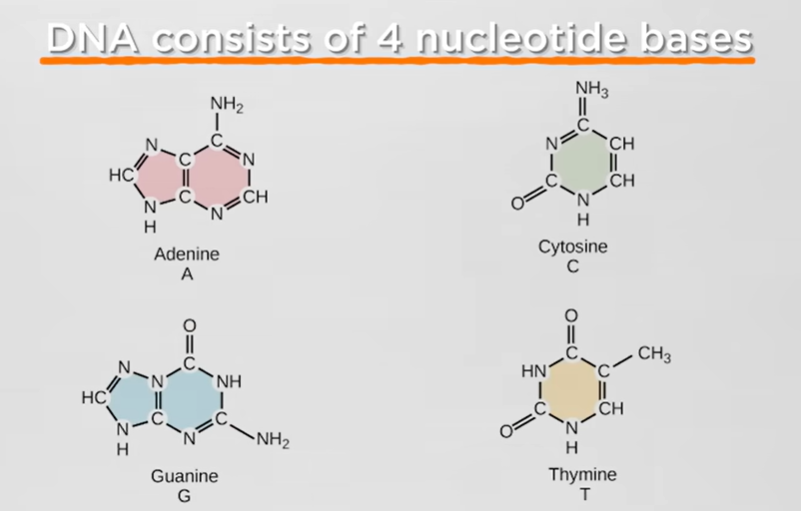 DNA consists of 4 nucleotide bases
NH₂
N
C
C
N
HC
C
CH
N
N
H
Adenine
A
NH₃
C
N
CH
C
CH
O
N
H
Cytosine
C
O
C
N
N
NH
HC
C
C
N
N
NH₂
H
Guanine
G
O
C
CH₃
HN
C
C
CH
O
N
H
Thymine
T